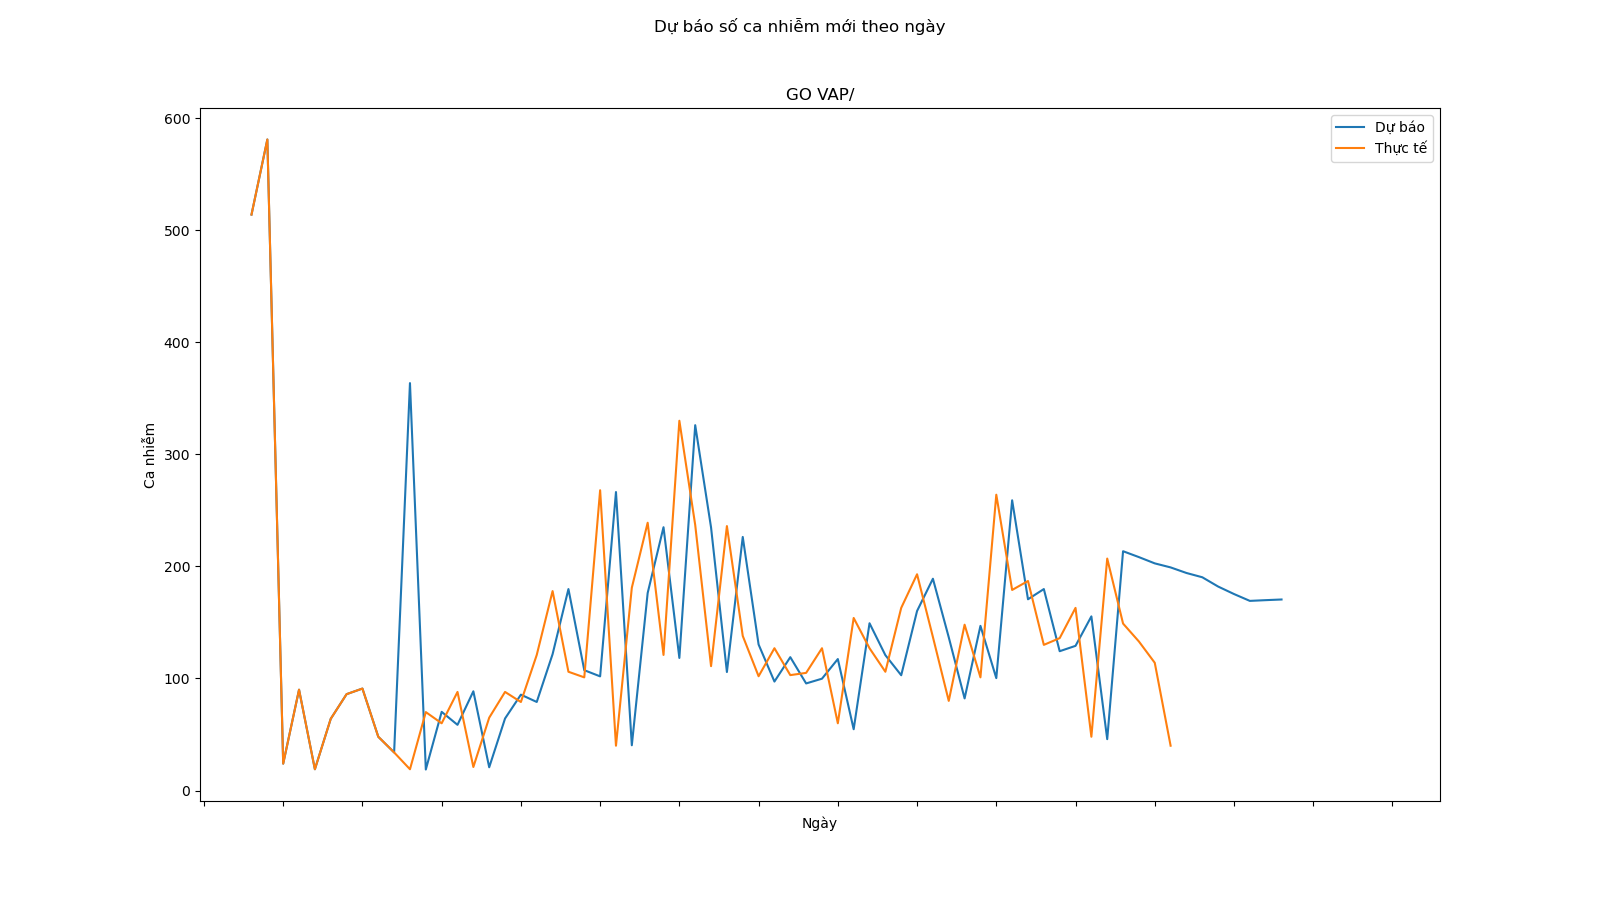 Dự báo số ca nhiễm mới theo ngày
GO VAP/
600
500
400
300
200
100
0
Ca nhiễm
Dự báo
Thực tế
Ngày